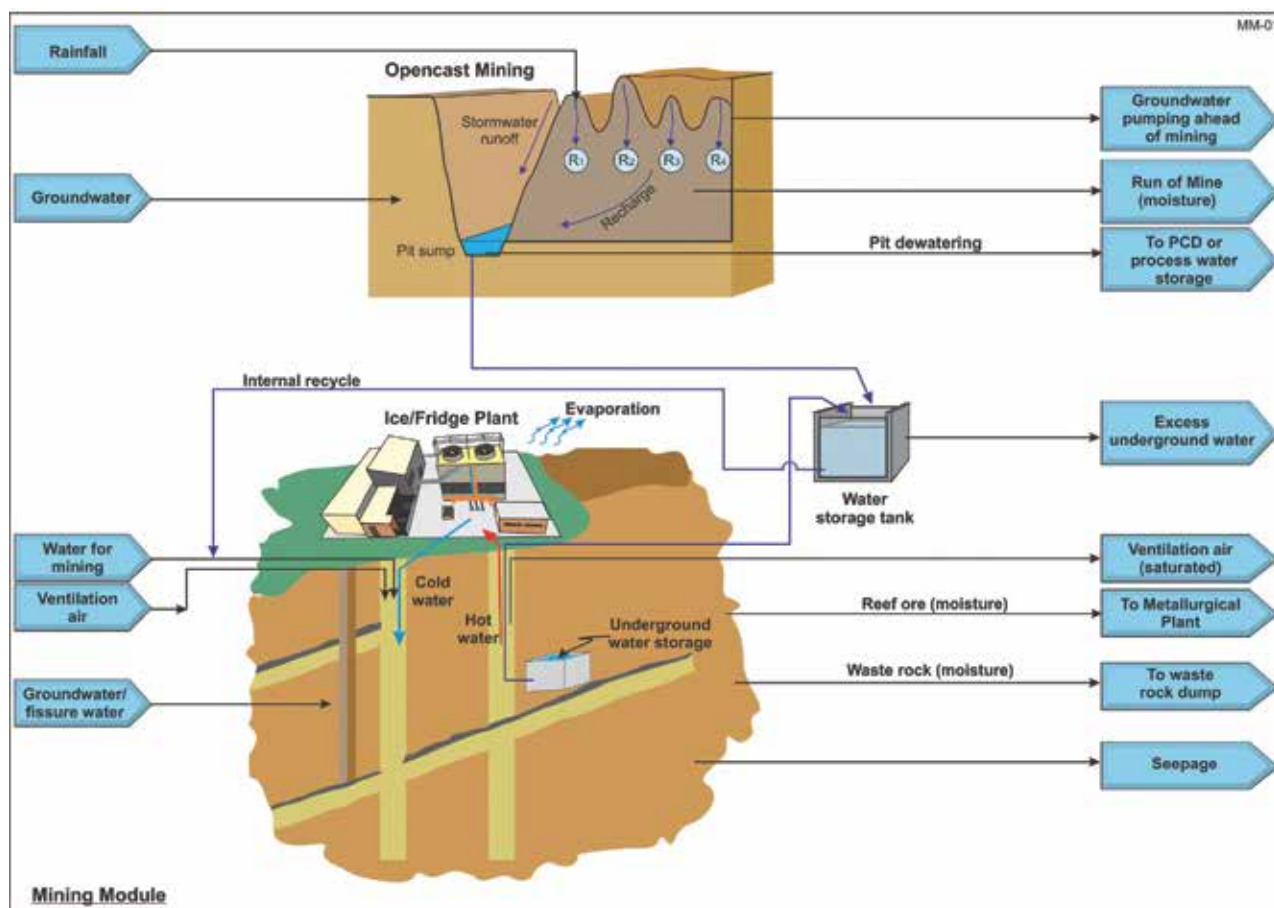 MM-0
Rainfall
Opencast Mining
Stormwater
runoff
R1
R2
R3
R4
Groundwater
pumping ahead
of mining
Groundwater
Recharge
Run of Mine
(moisture)
Pit sump
Pit dewatering
To PCD or
process water
storage
Internal recycle
Ice/Fridge Plant
Evaporation
Excess
underground water
Water
storage tank
Water for
mining
Ventilation
air
Cold
water
Hot
water
Underground
water storage
Ventilation air
(saturated)
Reef ore (moisture)
To Metallurgical
Plant
Groundwater/
fissure water
Waste rock (moisture)
To waste
rock dump
Seepage
Mining Module